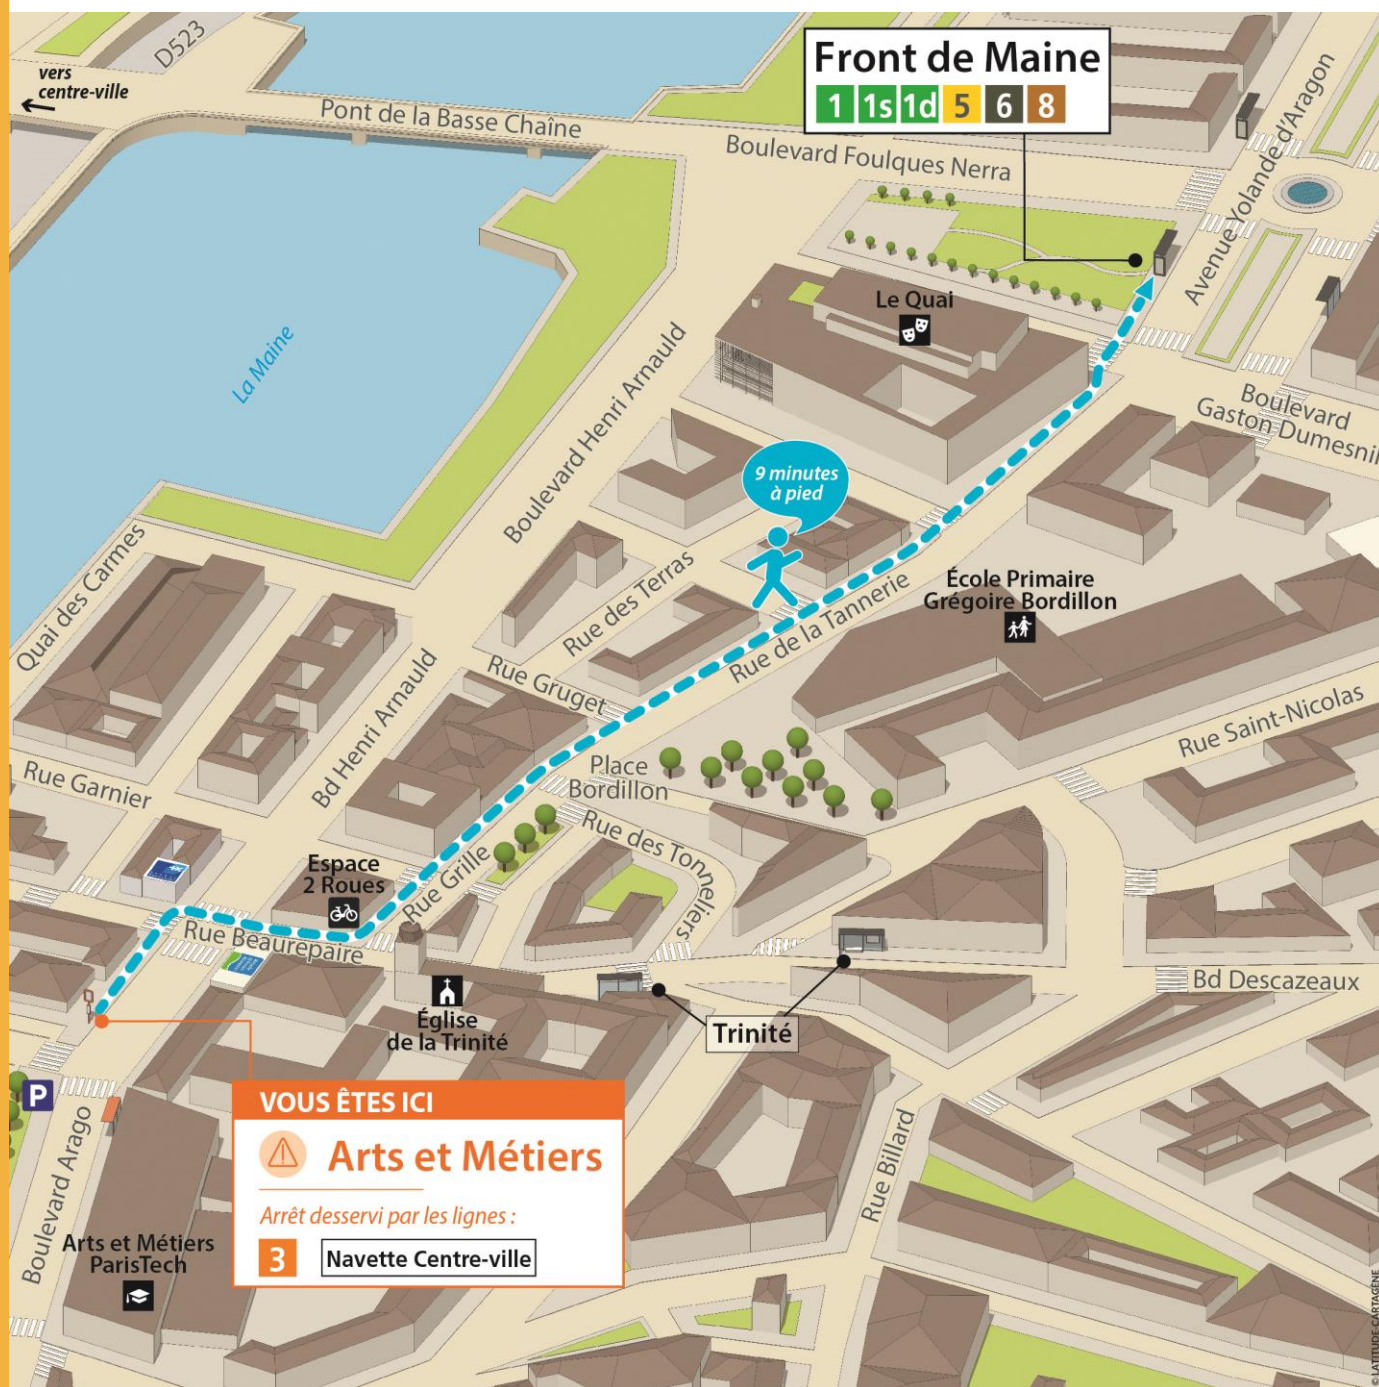 D523
vers
centre-ville
Pont de la Basse Chaîne
Front de Maine
1 1s 1d 5 6 8
Boulevard Foulques Nerra
Avenue Yolande d'Aragon
La Maine
Le Quai
Boulevard Henri Arnauld
Boulevard
Gaston Dumesnil
9 minutes
à pied
Quai des Carmes
Rue des Terras
École Primaire
Grégoire Bordillon
Rue de la Tannerie
Rue Gruget
Rue Saint-Nicolas
Bd Henri Arnauld
Rue Garnier
Place
Bordillon
Rue des Tonneliers
Espace
2 Roues
Rue Grille
Rue Beaurepaire
Bd Descazeaux
Église
de la Trinité
Trinité
P
VOUS ÊTES ICI
Arts et Métiers
Arrêt desservi par les lignes :
3 Navette Centre-ville
Boulevard Arago
Rue Billard
Arts et Métiers
ParisTech
© LATITUDE-CARTAGÈNE